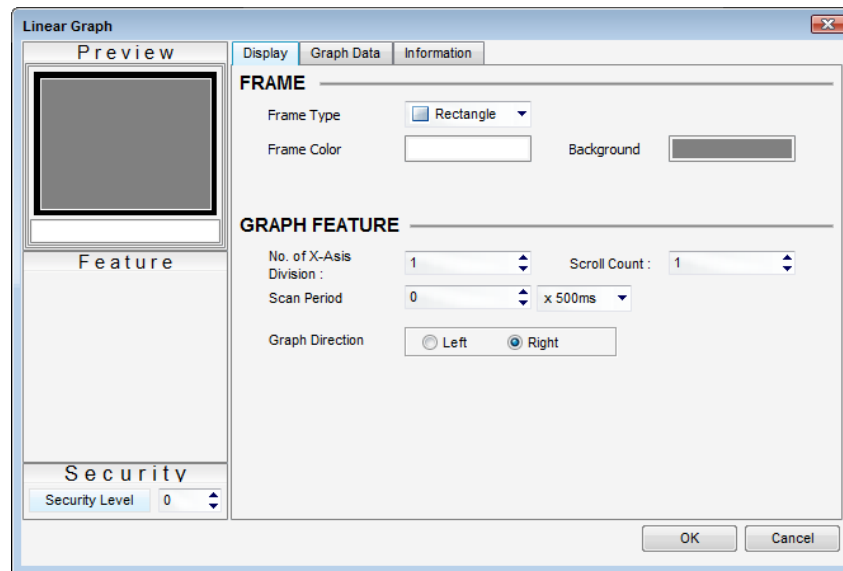 Linear Graph
Preview
Display Graph Data Information
FRAME
Frame Type Rectangle
Frame Color Background
GRAPH FEATURE
Feature
No. of X-Asis
Division : 1 Scroll Count : 1
Scan Period 0 x 500ms
Graph Direction Left Right
Security
Security Level 0
OK Cancel